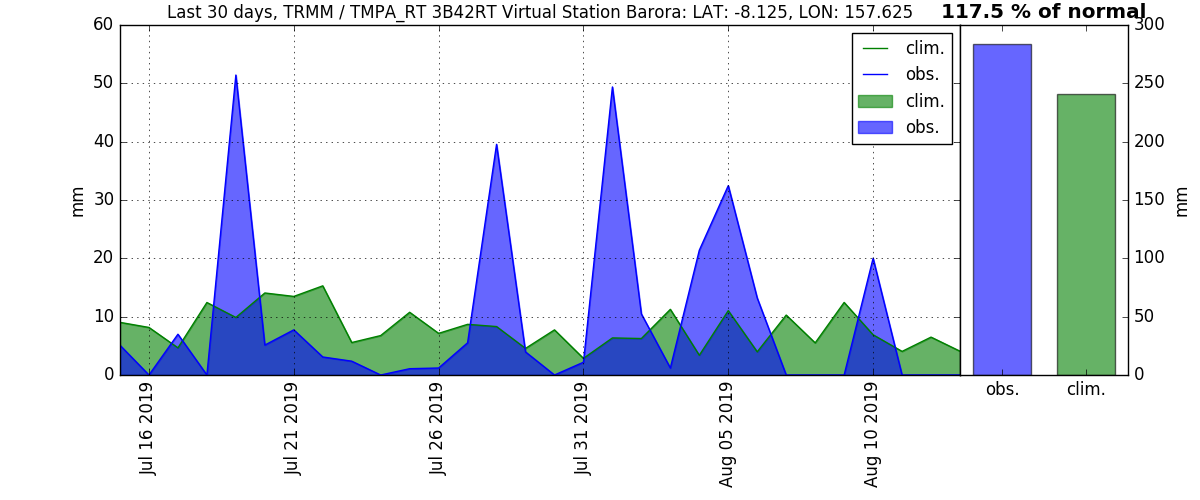 Last 30 days, TRMM / TMPA_RT 3B42RT Virtual Station Barora: LAT: -8.125, LON: 157.625
117.5 % of normal
60
50
40
30
20
10
0
mm
Jul 16 2019
Jul 21 2019
Jul 26 2019
Jul 31 2019
Aug 05 2019
Aug 10 2019
clim.
obs.
clim.
obs.
300
250
200
150
100
50
0
mm
obs.
clim.